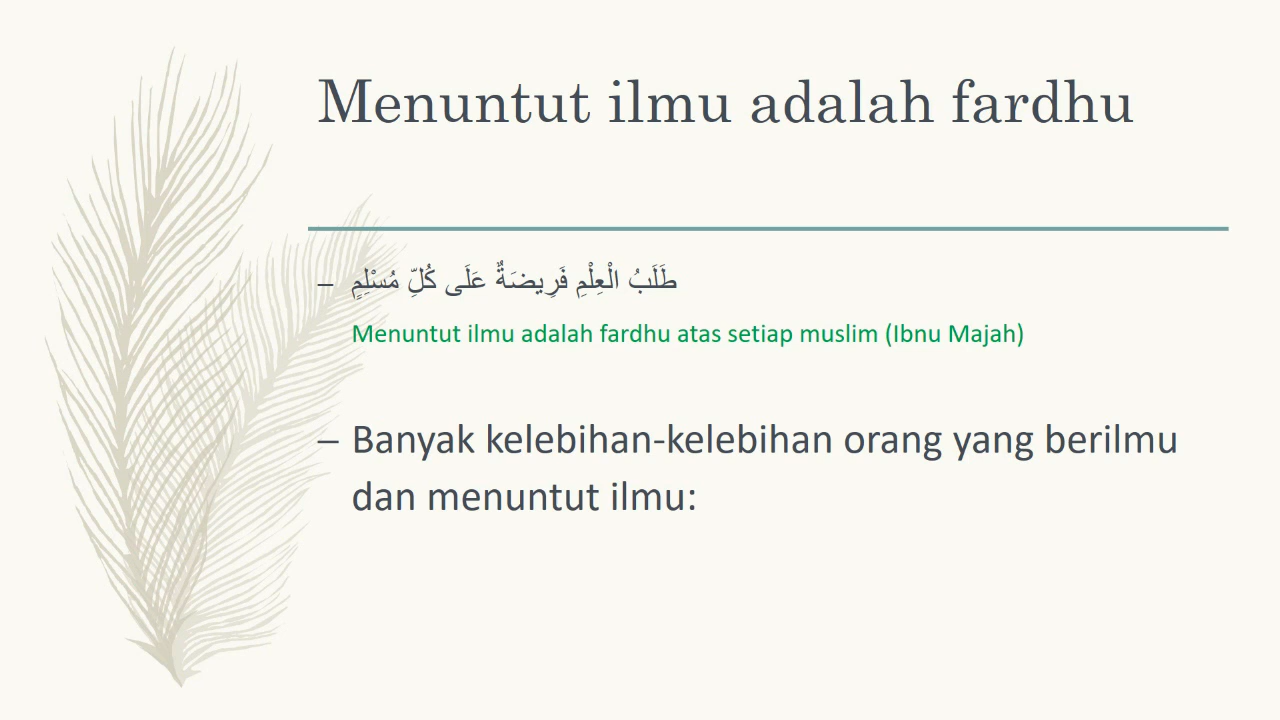 Menuntut ilmu adalah fardhu
– طَلَبُ الْعِلْمِ فَرِيضَةٌ عَلَى كُلِّ مُسْلِمٍ
Menuntut ilmu adalah fardhu atas setiap muslim (Ibnu Majah)
– Banyak kelebihan-kelebihan orang yang berilmu
dan menuntut ilmu: